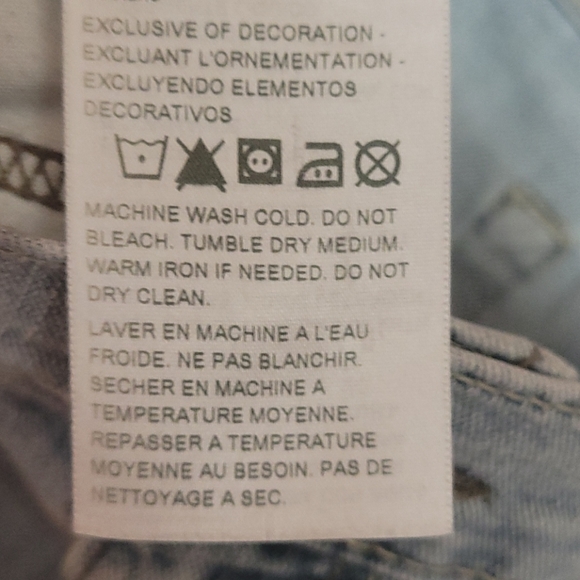 EXCLUSIVE OF DECORATION -
EXCLUANT L'ORNEMENTATION -
EXCLUYENDO ELEMENTOS
DECORATIVOS
MACHINE WASH COLD. DO NOT
BLEACH. TUMBLE DRY MEDIUM.
WARM IRON IF NEEDED. DO NOT
DRY CLEAN.
LAVER EN MACHINE A L'EAU
FROIDE. NE PAS BLANCHIR.
SECHER EN MACHINE A
TEMPERATURE MOYENNE.
REPASSER A TEMPERATURE
MOYENNE AU BESOIN. PAS DE
NETTOYAGE A SEC.